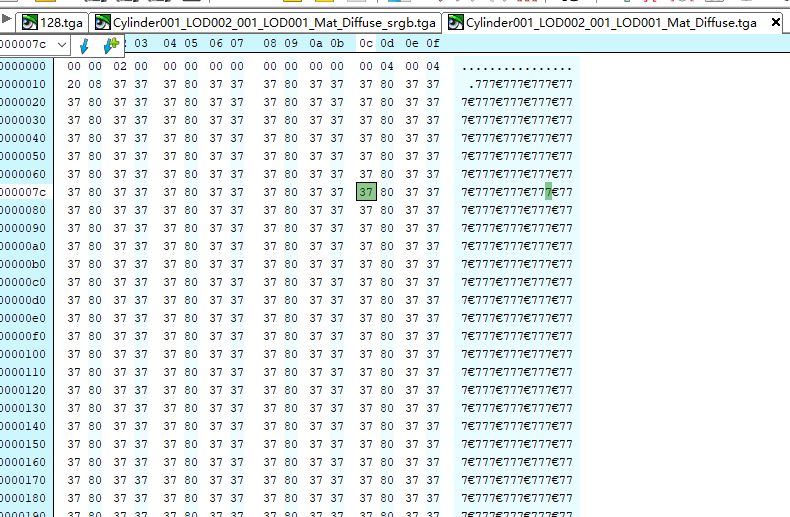 128.tga Cylinder001_LOD002_001_LOD001_Mat_Diffuse_srgb.tga Cylinder001_LOD002_001_LOD001_Mat_Diffuse.tga
000007c 03 04 05 06 07 08 09 0a 0b 0c 0d 0e 0f
0000000 00 00 02 00 00 00 00 00 00 00 00 00 00 04 00 04 ................
0000010 20 08 37 37 37 80 37 37 37 80 37 37 37 80 37 37 .777€777€777€77
0000020 37 80 37 37 37 80 37 37 37 80 37 37 37 80 37 37 7€777€777€777€77
0000030 37 80 37 37 37 80 37 37 37 80 37 37 37 80 37 37 7€777€777€777€77
0000040 37 80 37 37 37 80 37 37 37 80 37 37 37 80 37 37 7€777€777€777€77
0000050 37 80 37 37 37 80 37 37 37 80 37 37 37 80 37 37 7€777€777€777€77
0000060 37 80 37 37 37 80 37 37 37 80 37 37 37 80 37 37 7€777€777€777€77
000007c 37 80 37 37 37 80 37 37 37 80 37 37 37 80 37 37 7€777€777€777€77
0000080 37 80 37 37 37 80 37 37 37 80 37 37 37 80 37 37 7€777€777€777€77
0000090 37 80 37 37 37 80 37 37 37 80 37 37 37 80 37 37 7€777€777€777€77
00000a0 37 80 37 37 37 80 37 37 37 80 37 37 37 80 37 37 7€777€777€777€77
00000b0 37 80 37 37 37 80 37 37 37 80 37 37 37 80 37 37 7€777€777€777€77
00000c0 37 80 37 37 37 80 37 37 37 80 37 37 37 80 37 37 7€777€777€777€77
00000d0 37 80 37 37 37 80 37 37 37 80 37 37 37 80 37 37 7€777€777€777€77
00000e0 37 80 37 37 37 80 37 37 37 80 37 37 37 80 37 37 7€777€777€777€77
00000f0 37 80 37 37 37 80 37 37 37 80 37 37 37 80 37 37 7€777€777€777€77
0000100 37 80 37 37 37 80 37 37 37 80 37 37 37 80 37 37 7€777€777€777€77
0000110 37 80 37 37 37 80 37 37 37 80 37 37 37 80 37 37 7€777€777€777€77
0000120 37 80 37 37 37 80 37 37 37 80 37 37 37 80 37 37 7€777€777€777€77
0000130 37 80 37 37 37 80 37 37 37 80 37 37 37 80 37 37 7€777€777€777€77
0000140 37 80 37 37 37 80 37 37 37 80 37 37 37 80 37 37 7€777€777€777€77
0000150 37 80 37 37 37 80 37 37 37 80 37 37 37 80 37 37 7€777€777€777€77
0000160 37 80 37 37 37 80 37 37 37 80 37 37 37 80 37 37 7€777€777€777€77
0000170 37 80 37 37 37 80 37 37 37 80 37 37 37 80 37 37 7€777€777€777€77
0000180 37 80 37 37 37 80 37 37 37 80 37 37 37 80 37 37 7€777€777€777€77
0000190 37 80 37 37 37 80 37 37 37 80 37 37 37 80 37 37 7€777€777€777€77